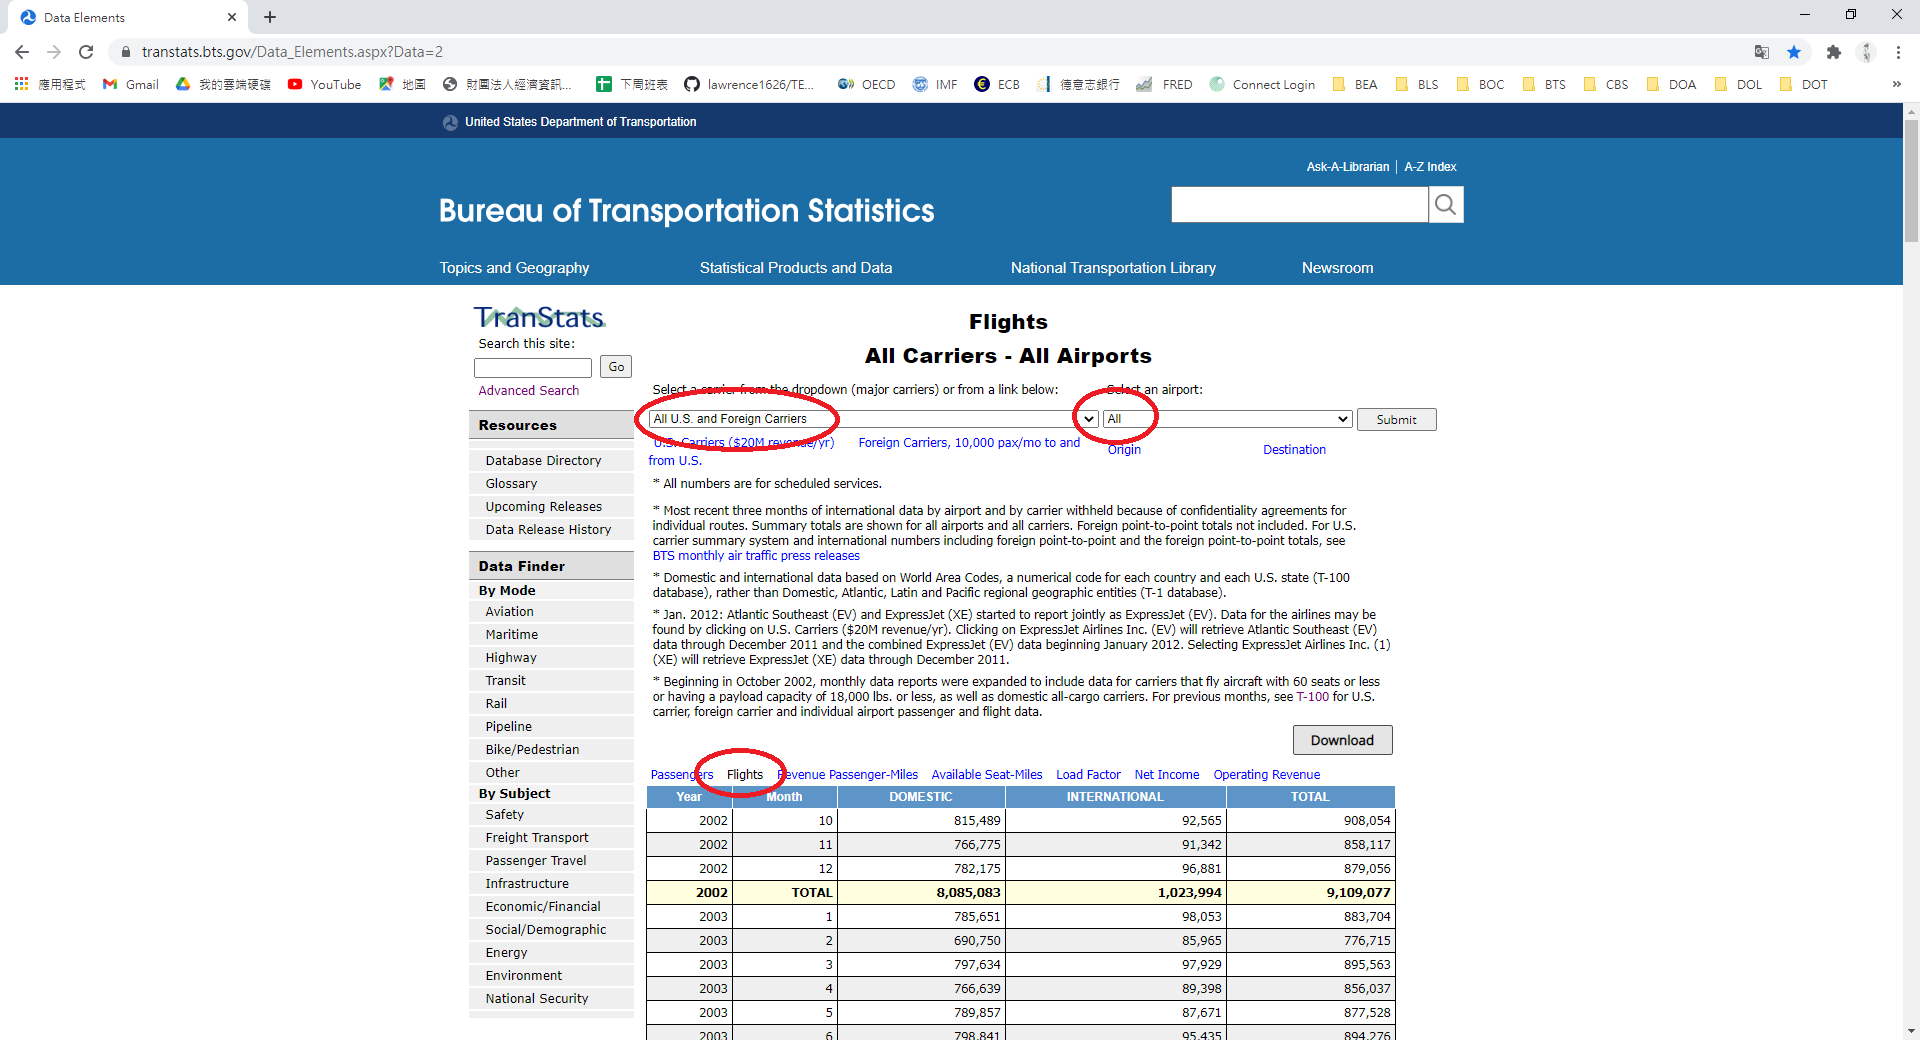 Data Elements
transtats.bts.gov/Data_Elements.aspx?Data=2
應用程式 Gmail 我的雲端硬碟 YouTube 地圖 財團法人經濟資訊... 下周班表 lawrence1626/TE... OECD IMF ECB 德意志銀行 FRED Connect Login BEA BLS BOC BTS CBS DOA DOL DOT »
United States Department of Transportation
Ask-A-Librarian | A-Z Index
Bureau of Transportation Statistics
Topics and Geography Statistical Products and Data National Transportation Library Newsroom
TranStats
Search this site:
Go
Advanced Search
Resources
Database Directory
Glossary
Upcoming Releases
Data Release History
Data Finder
By Mode
Aviation
Maritime
Highway
Transit
Rail
Pipeline
Bike/Pedestrian
Other
By Subject
Safety
Freight Transport
Passenger Travel
Infrastructure
Economic/Financial
Social/Demographic
Energy
Environment
National Security
Flights
All Carriers - All Airports
Select a carrier from the dropdown (major carriers) or from a link below: Select an airport:
All U.S. and Foreign Carriers All Submit
U.S. Carriers ($20M revenue/yr) Foreign Carriers, 10,000 pax/mo to and
from U.S.
Origin Destination
* All numbers are for scheduled services.
* Most recent three months of international data by airport and by carrier withheld because of confidentiality agreements for
individual routes. Summary totals are shown for all airports and all carriers. Foreign point-to-point totals not included. For U.S.
carrier summary system and international numbers including foreign point-to-point and the foreign point-to-point totals, see
BTS monthly air traffic press releases
* Domestic and international data based on World Area Codes, a numerical code for each country and each U.S. state (T-100
database), rather than Domestic, Atlantic, Latin and Pacific regional geographic entities (T-1 database).
* Jan. 2012: Atlantic Southeast (EV) and ExpressJet (XE) started to report jointly as ExpressJet (EV). Data for the airlines may be
found by clicking on U.S. Carriers ($20M revenue/yr). Clicking on ExpressJet Airlines Inc. (EV) will retrieve Atlantic Southeast (EV)
data through December 2011 and the combined ExpressJet (EV) data beginning January 2012. Selecting ExpressJet Airlines Inc. (1)
(XE) will retrieve ExpressJet (XE) data through December 2011.
* Beginning in October 2002, monthly data reports were expanded to include data for carriers that fly aircraft with 60 seats or less
or having a payload capacity of 18,000 lbs. or less, as well as domestic all-cargo carriers. For previous months, see T-100 for U.S.
carrier, foreign carrier and individual airport passenger and flight data.
Download
Passengers Flights Revenue Passenger-Miles Available Seat-Miles Load Factor Net Income Operating Revenue
Year Month DOMESTIC INTERNATIONAL TOTAL
2002 10 815,489 92,565 908,054
2002 11 766,775 91,342 858,117
2002 12 782,175 96,881 879,056
2002 TOTAL 8,085,083 1,023,994 9,109,077
2003 1 785,651 98,053 883,704
2003 2 690,750 85,965 776,715
2003 3 797,634 97,929 895,563
2003 4 766,639 89,398 856,037
2003 5 789,857 87,671 877,528
2003 6 798,841 95,435 894,276